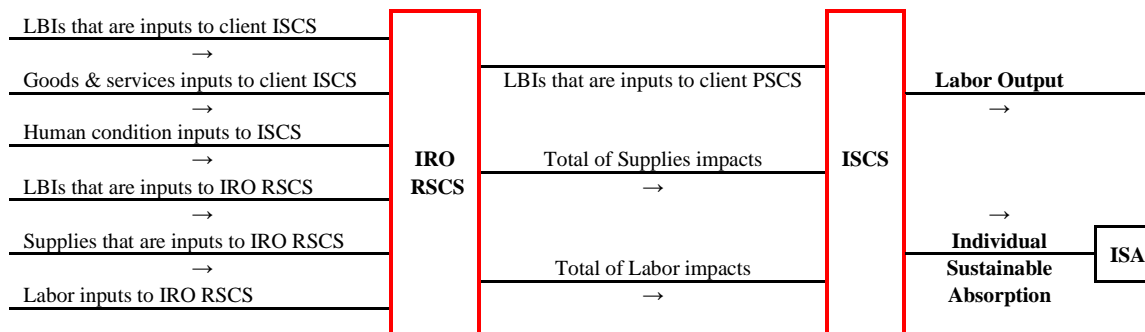 LBIs that are inputs to client ISCS
→
Goods & services inputs to client ISCS
→
Human condition inputs to ISCS
→
LBIs that are inputs to IRO RSCS
→
Supplies that are inputs to IRO RSCS
→
Labor inputs to IRO RSCS
IRO
RSCS
LBIs that are inputs to client PSCS
Total of Supplies impacts
→
Total of Labor impacts
→
ISCS
Labor Output
→
→
Individual
Sustainable
Absorption
ISA